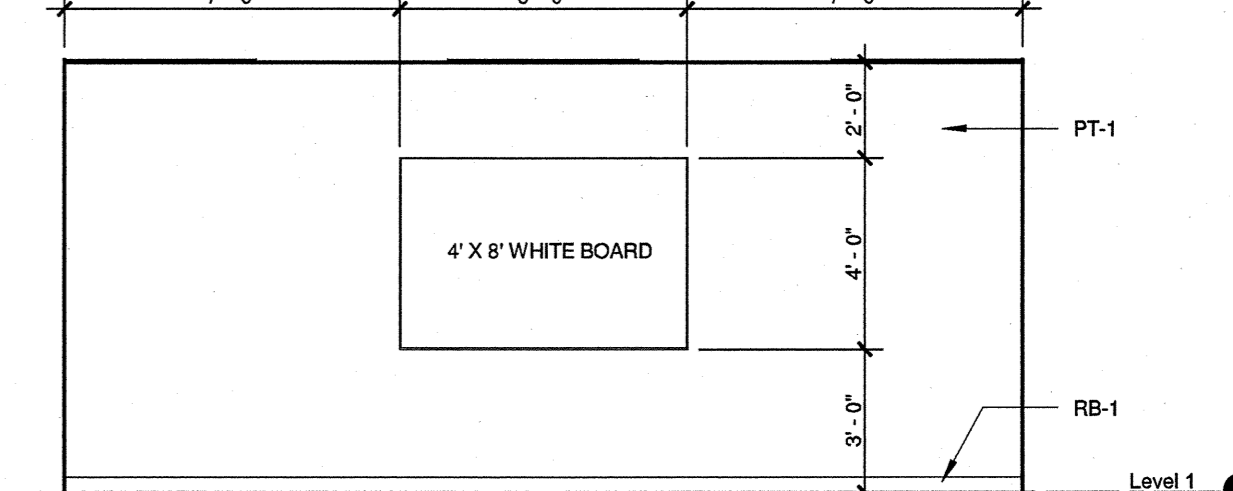 2' - 0"
PT-1
4' X 8' WHITE BOARD
4' - 0"
3' - 0"
RB-1
Level 1